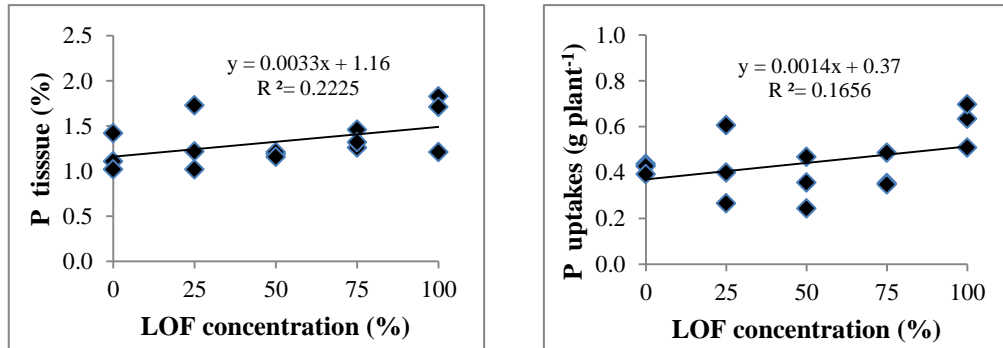 2.5
2.0
1.5
1.0
0.5
0.0
P tisssue (%)
y = 0.0033x + 1.16
R ²= 0.2225
0 25 50 75 100
LOF concentration (%)
1.0
0.8
0.6
0.4
0.2
0.0
P uptakes (g plant-1)
y = 0.0014x + 0.37
R ²= 0.1656
0 25 50 75 100
LOF concentration (%)